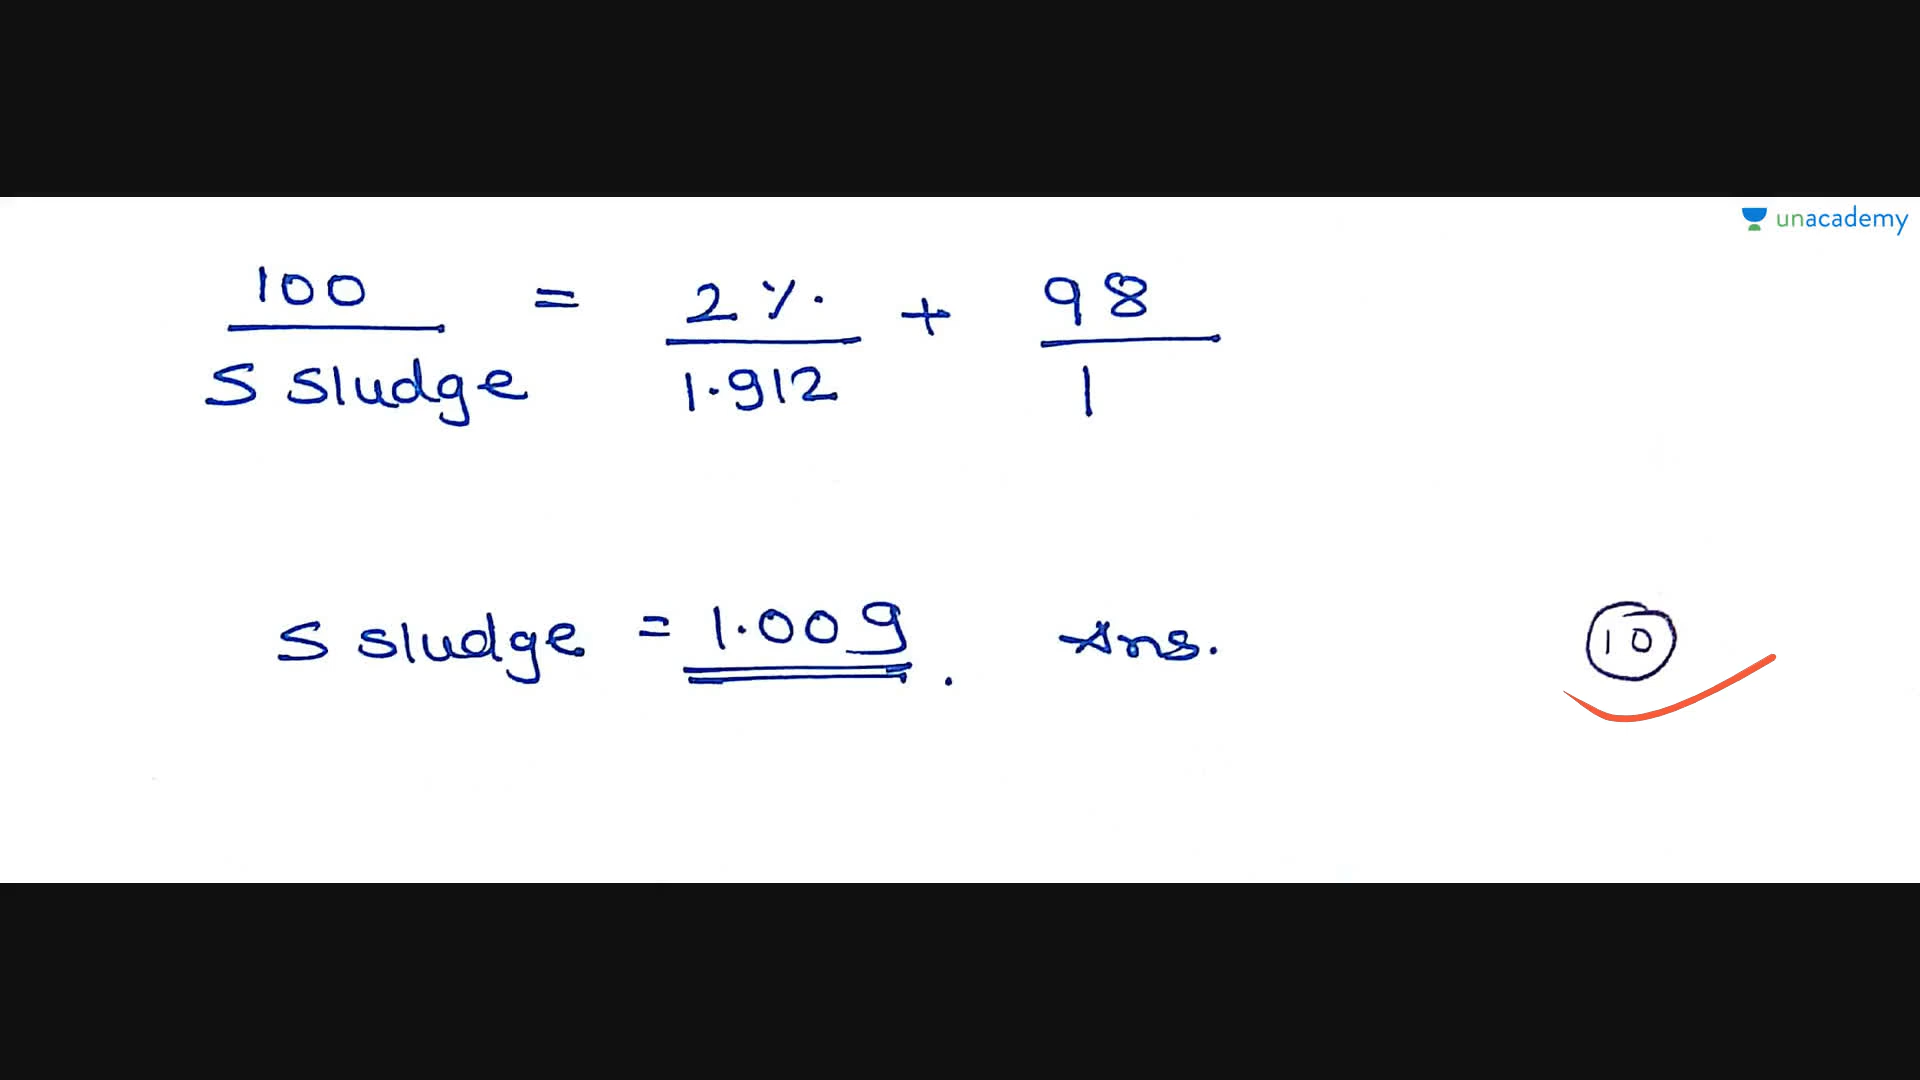 unacademy
100 = 2 %. + 98
S sludge 1.912 1
S sludge = 1.009. Ans.
10